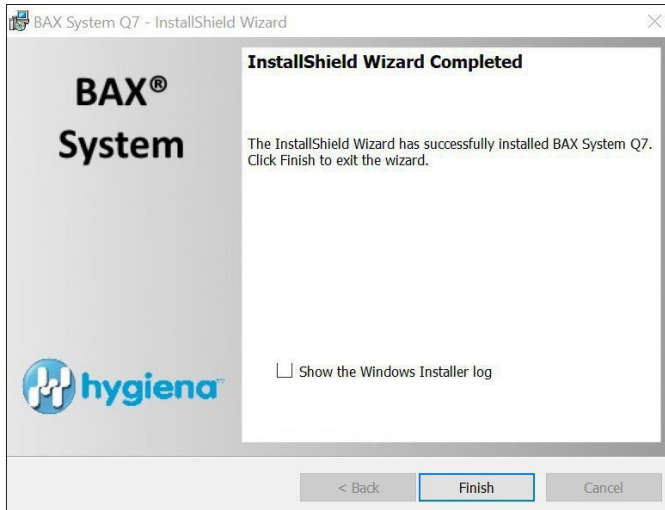 BAX System Q7 - InstallShield Wizard
BAX®
System
InstallShield Wizard Completed
The InstallShield Wizard has successfully installed BAX System Q7.
Click Finish to exit the wizard.
Show the Windows Installer log
hygiena™
< Back
Finish
Cancel